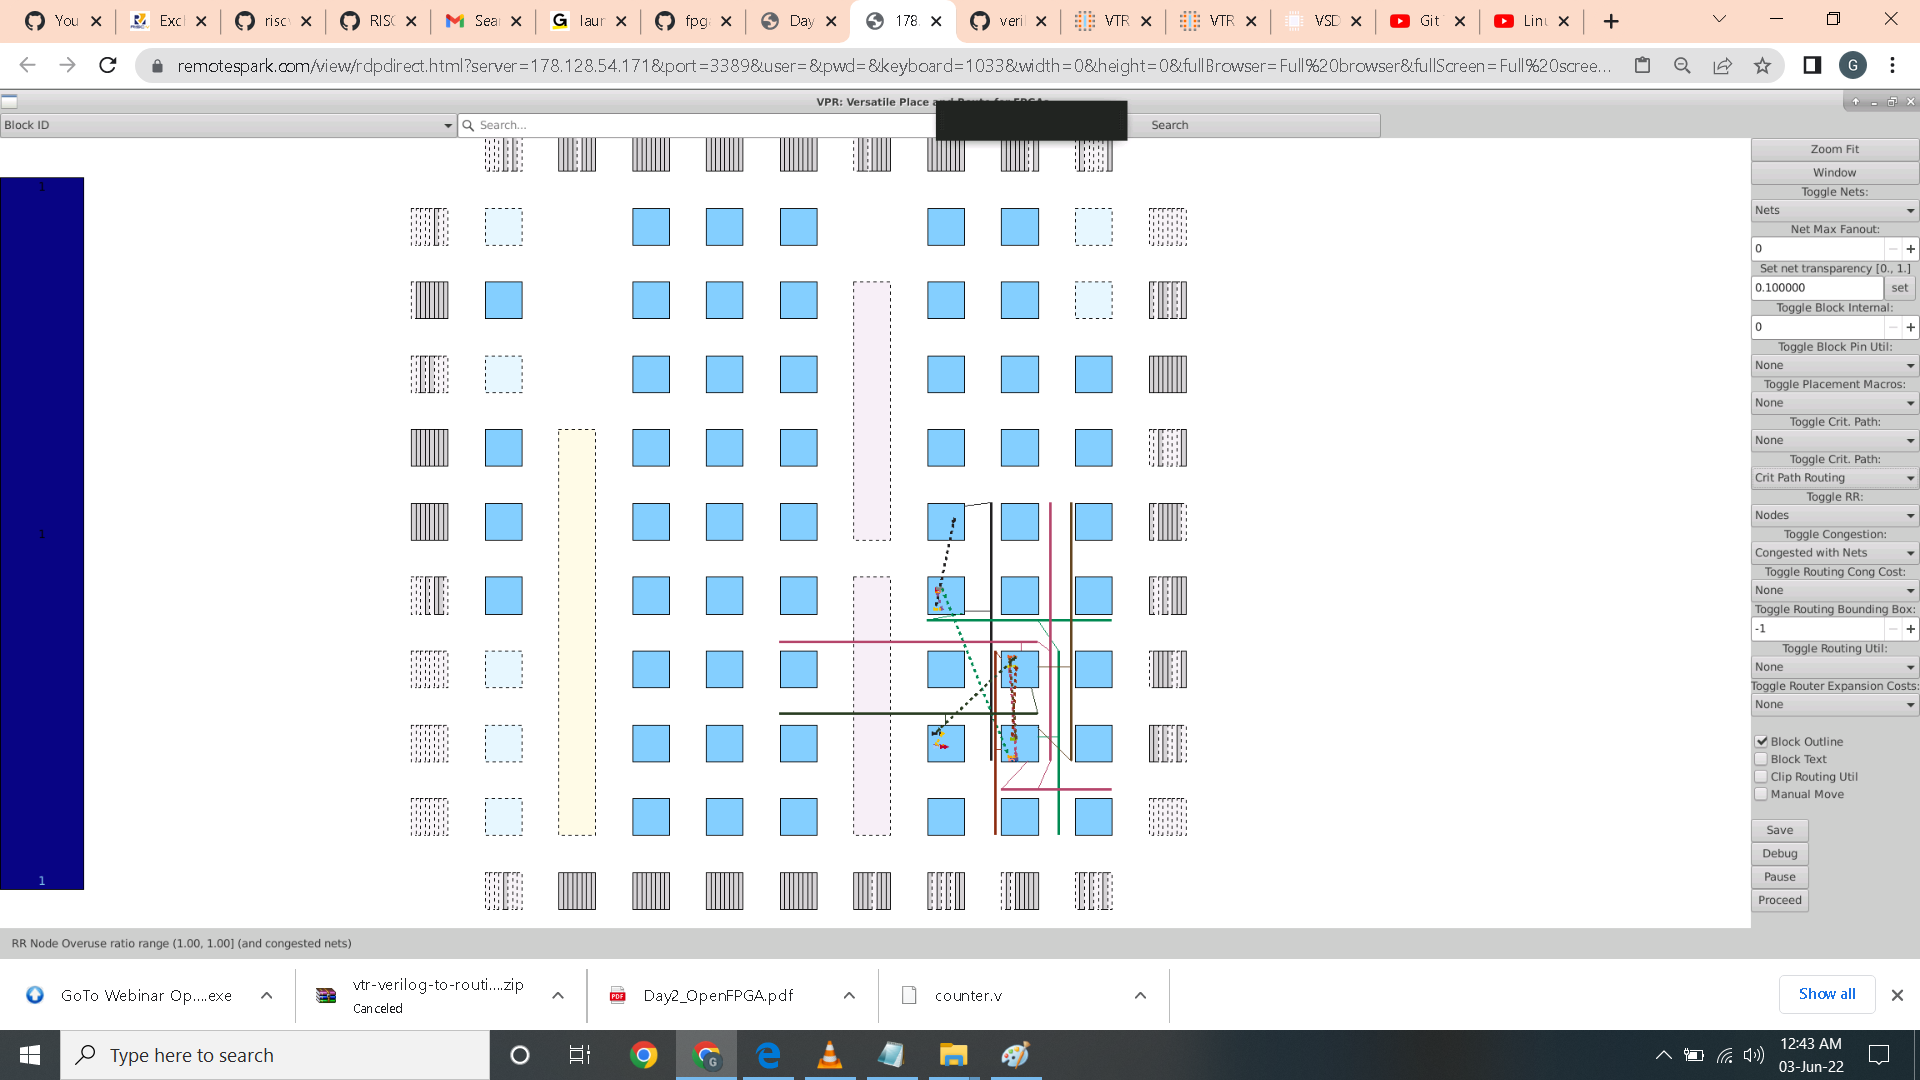 You
Excl
riscv
RISC
Sear
laur
fpg
Day
178.
veril
VTR
VTR
VSD
Git
Linu
remotespark.com/view/rdpdirect.html?server=178.128.54.171&port=3389&user=&pwd=&keyboard=1033&width=0&height=0&fullBrowser=Full%20browser&fullScreen=Full%20scree...
G
VPR: Versatile Place and Route for FPGAs
Block ID
Search...
Search
1
1
1
Zoom Fit
Window
Toggle Nets:
Nets
Net Max Fanout:
0
Set net transparency [0., 1.]
0.100000
set
Toggle Block Internal:
0
Toggle Block Pin Util:
None
Toggle Placement Macros:
None
Toggle Crit. Path:
None
Toggle Crit. Path:
Crit Path Routing
Toggle RR:
Nodes
Toggle Congestion:
Congested with Nets
Toggle Routing Cong Cost:
None
Toggle Routing Bounding Box:
-1
Toggle Routing Util:
None
Toggle Router Expansion Costs:
None
Block Outline
Block Text
Clip Routing Util
Manual Move
Save
Debug
Pause
Proceed
RR Node Overuse ratio range (1.00, 1.00] (and congested nets)
GoTo Webinar Op....exe
vtr-verilog-to-routi....zip
Canceled
Day2_OpenFPGA.pdf
counter.v
Show all
Type here to search
12:43 AM
03-Jun-22